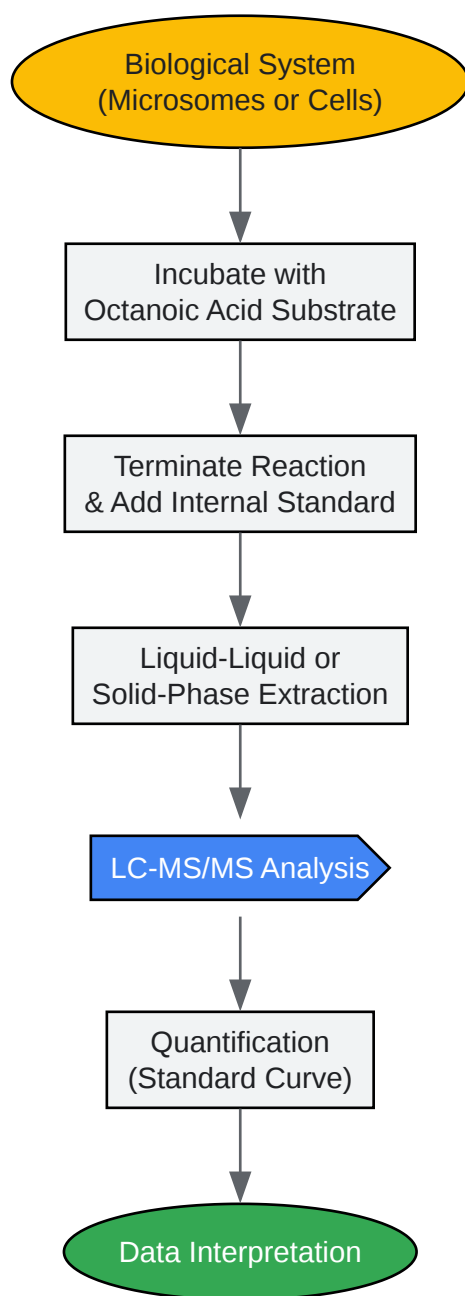 Biological System
(Microsomes or Cells)
Incubate with
Octanoic Acid Substrate
Terminate Reaction
& Add Internal Standard
Liquid-Liquid or
Solid-Phase Extraction
LC-MS/MS Analysis
Quantification
(Standard Curve)
Data Interpretation